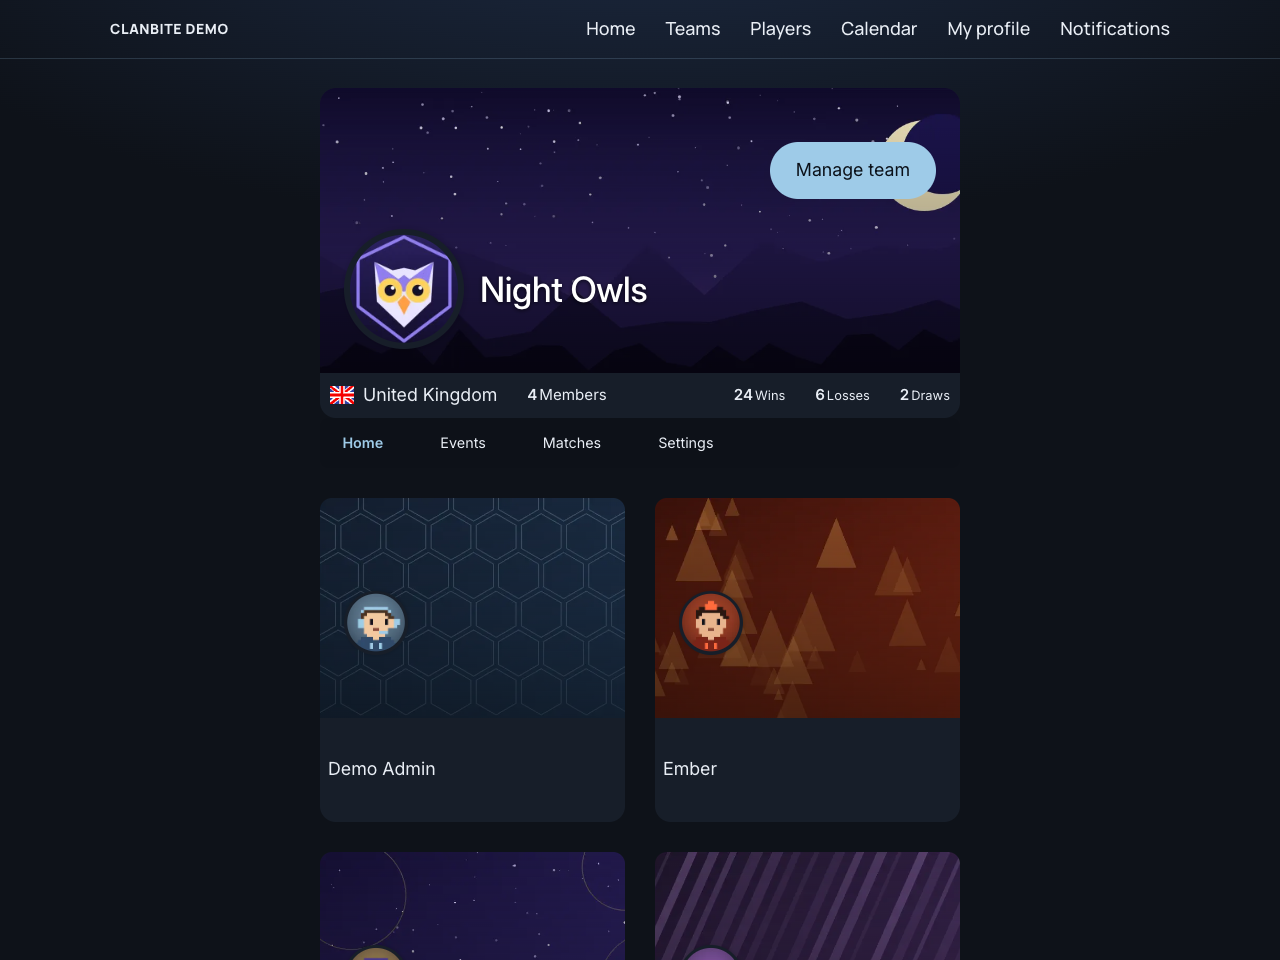 CLANBITE DEMO
Home Teams Players Calendar My profile Notifications
Manage team
Night Owls
United Kingdom 4 Members 24 Wins 6 Losses 2 Draws
Home Events Matches Settings
Demo Admin
Ember